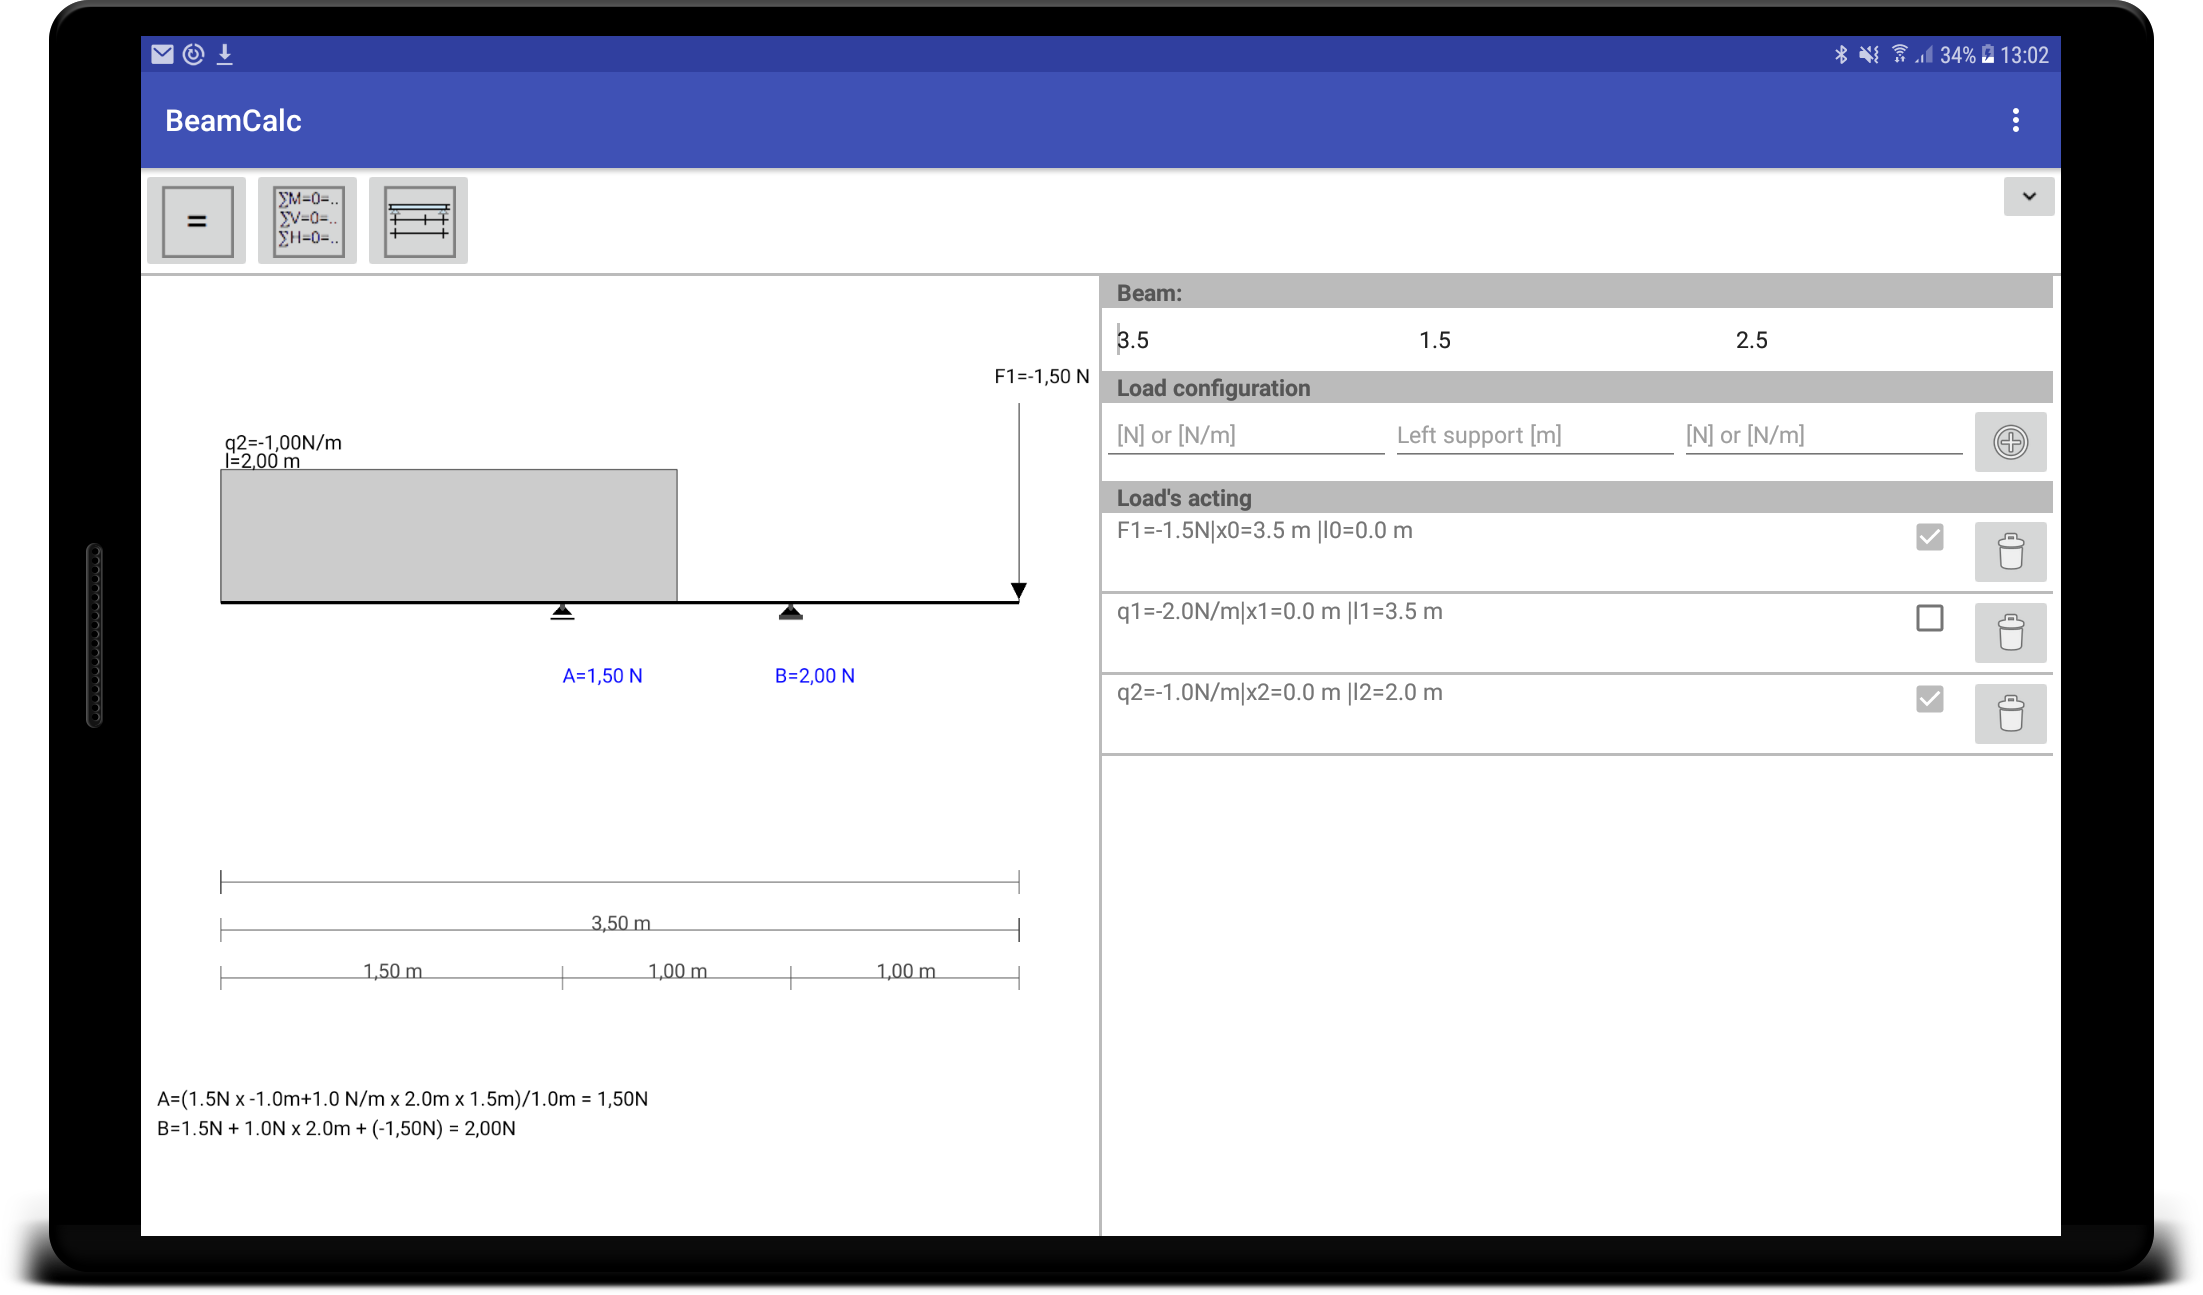 34% 13:02
BeamCalc
=
∑M=0=..
∑V=0=..
∑H=0=..
Beam:
3.5 1.5 2.5
Load configuration
[N] or [N/m] Left support [m] [N] or [N/m]
Load's acting
F1=-1.5N|x0=3.5 m |l0=0.0 m
q1=-2.0N/m|x1=0.0 m |l1=3.5 m
q2=-1.0N/m|x2=0.0 m |l2=2.0 m
F1=-1,50 N
q2=-1,00N/m
l=2,00 m
A=1,50 N B=2,00 N
3,50 m
1,50 m 1,00 m 1,00 m
A=(1.5N x -1.0m+1.0 N/m x 2.0m x 1.5m)/1.0m = 1,50N
B=1.5N + 1.0N x 2.0m + (-1,50N) = 2,00N